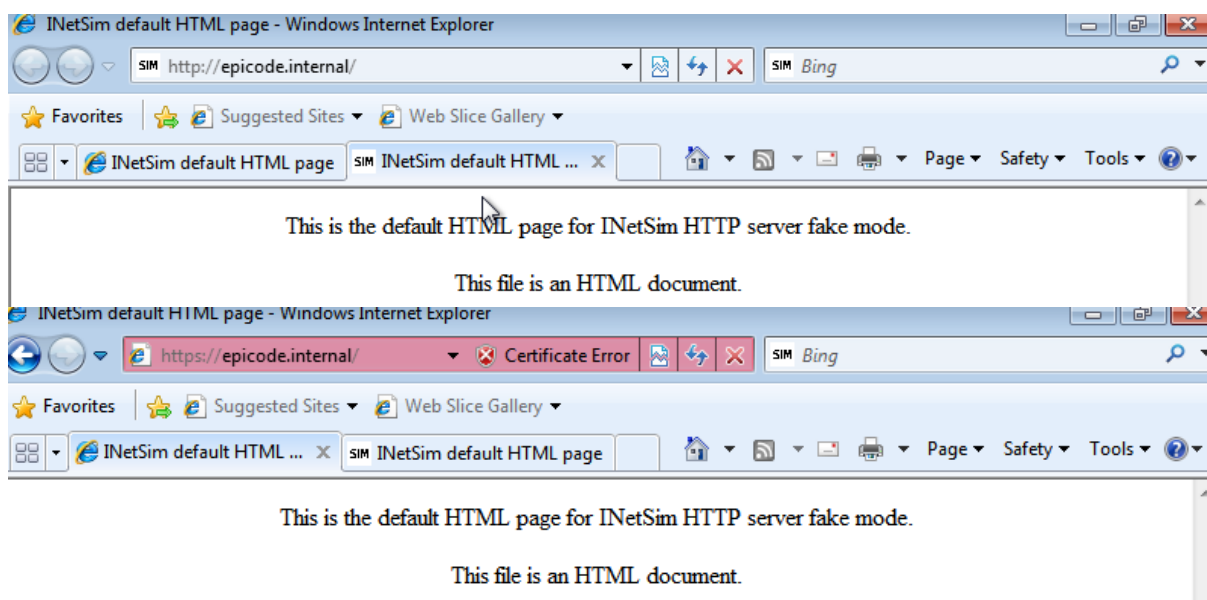 INetSim default HTML page - Windows Internet Explorer
SIM http://epicode.internal/ SIM Bing
Favorites Suggested Sites Web Slice Gallery
INetSim default HTML page SIM INetSim default HTML ... x Page Safety Tools
This is the default HTML page for INetSim HTTP server fake mode.
This file is an HTML document.
INetSim default HTML page - Windows Internet Explorer
https://epicode.internal/ Certificate Error SIM Bing
Favorites Suggested Sites Web Slice Gallery
INetSim default HTML ... x SIM INetSim default HTML page Page Safety Tools
This is the default HTML page for INetSim HTTP server fake mode.
This file is an HTML document.